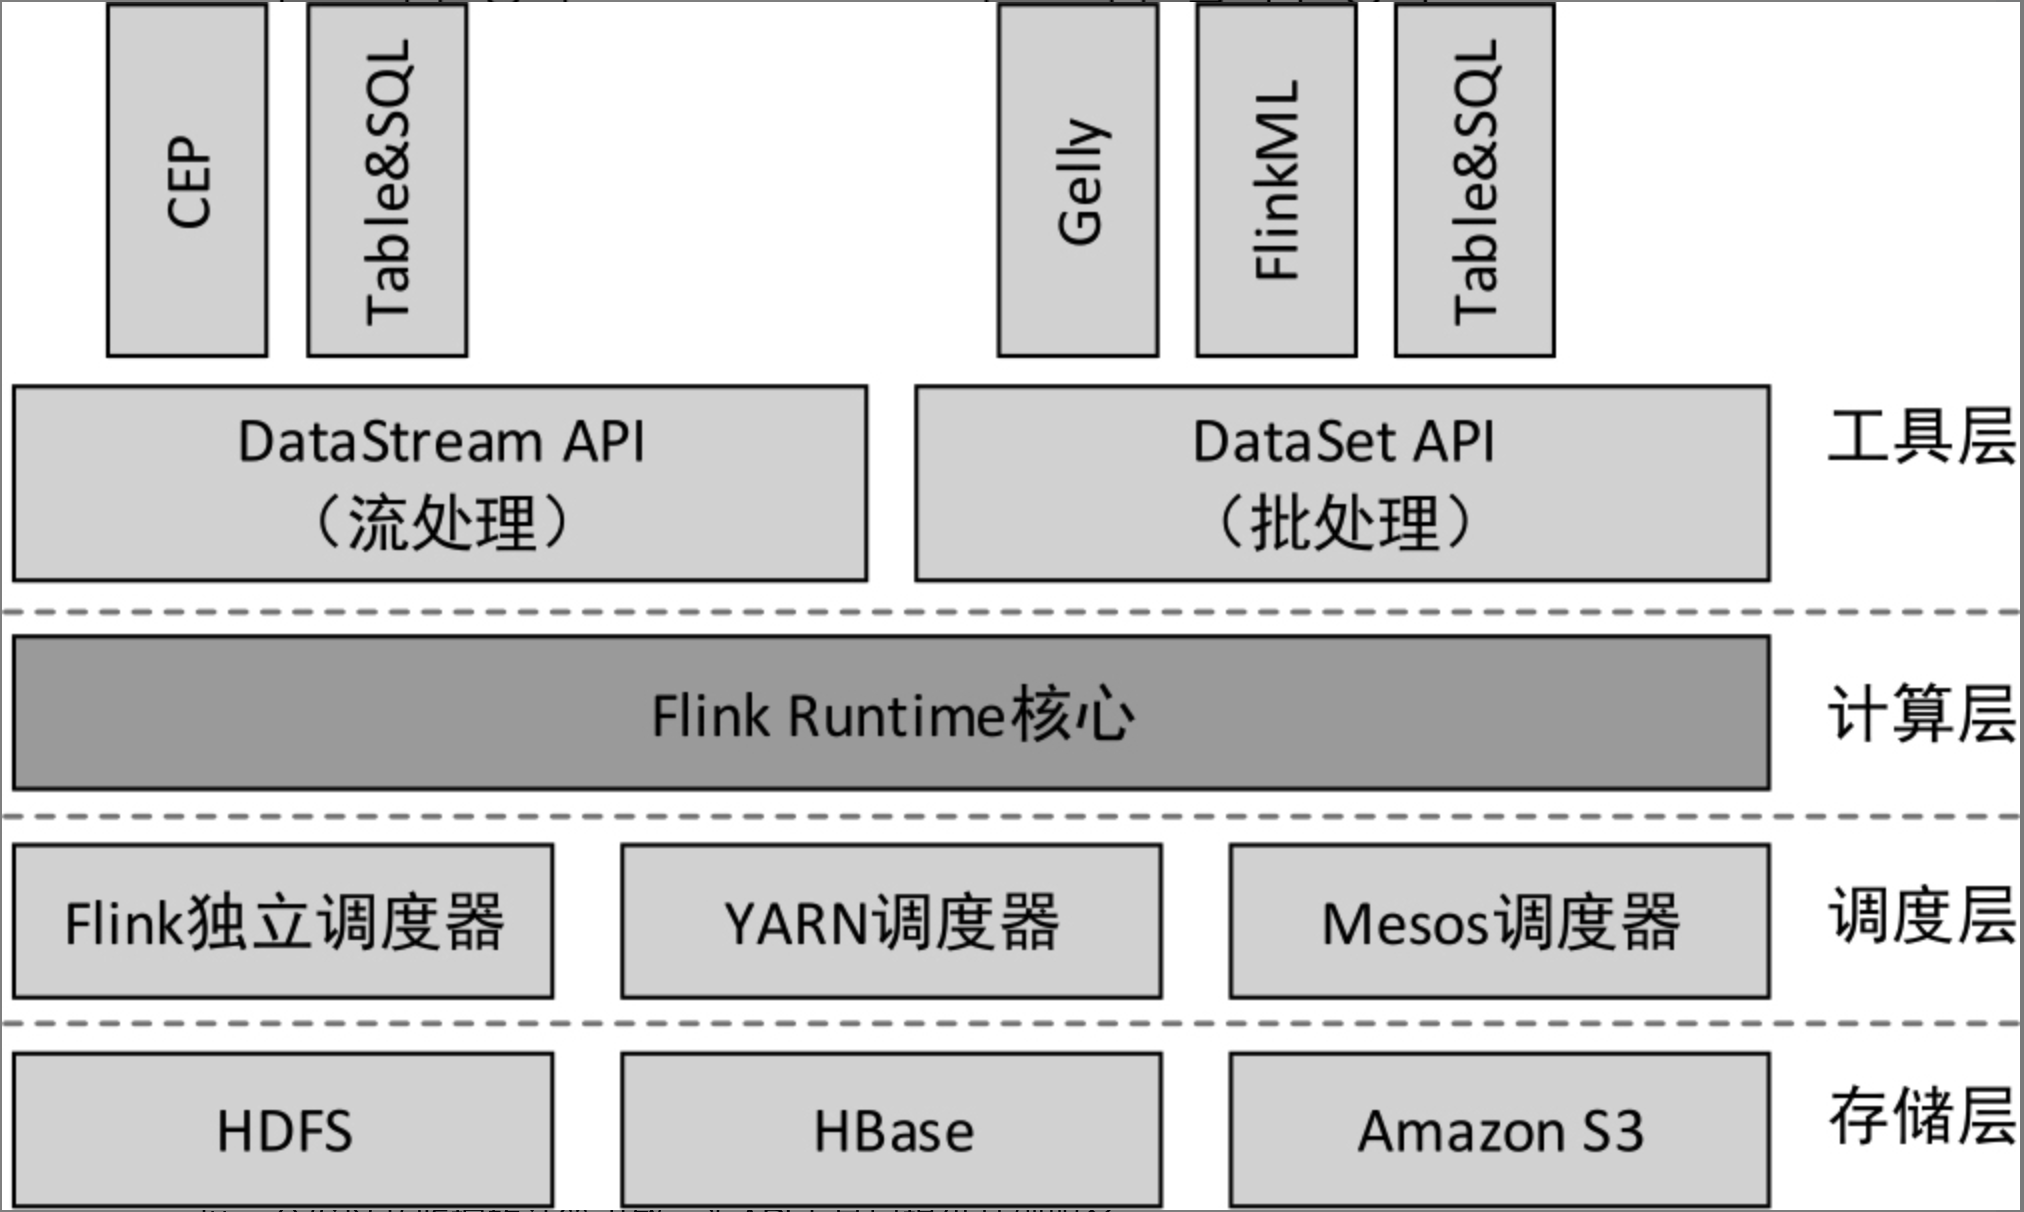 CEP
Table&SQL
Gelly
FlinkML
Table&SQL
DataStream API
（流处理）
DataSet API
（批处理）
工具层
Flink Runtime核心
计算层
Flink独立调度器
YARN调度器
Mesos调度器
调度层
HDFS
HBase
Amazon S3
存储层